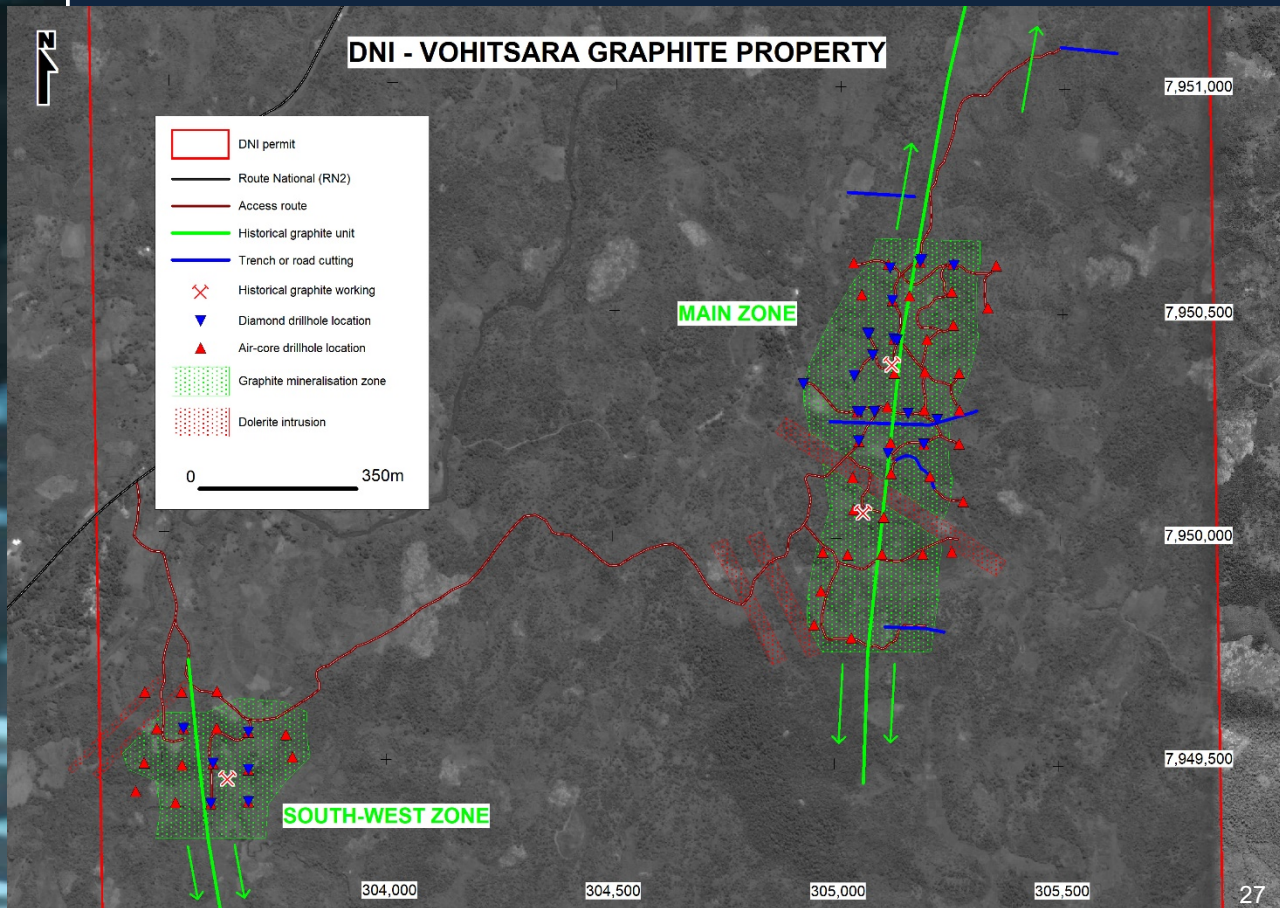 N
DNI - VOHITSARA GRAPHITE PROPERTY
7,951,000
DNI permit
Route National (RN2)
Access route
Historical graphite unit
Trench or road cutting
Historical graphite working
Diamond drillhole location
Air-core drillhole location
Graphite mineralisation zone
Dolerite intrusion
0 350m
MAIN ZONE
7,950,500
7,950,000
7,949,500
SOUTH-WEST ZONE
304,000 304,500 305,000 305,500
27